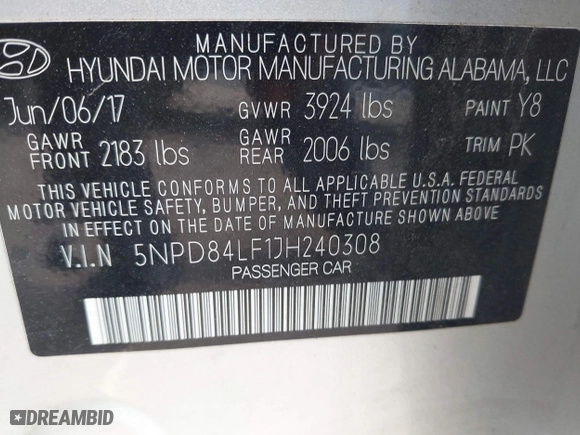 MANUFACTURED BY
HYUNDAI MOTOR MANUFACTURING ALABAMA, LLC
Jun/06/17 GVWR 3924 lbs PAINT Y8
GAWR FRONT 2183 lbs GAWR REAR 2006 lbs TRIM PK
THIS VEHICLE CONFORMS TO ALL APPLICABLE U.S.A. FEDERAL
MOTOR VEHICLE SAFETY, BUMPER, AND THEFT PREVENTION STANDARDS
IN EFFECT ON THE DATE OF MANUFACTURE SHOWN ABOVE.
V.I.N 5NPD84LF1JH240308
PASSENGER CAR
DREAMBID